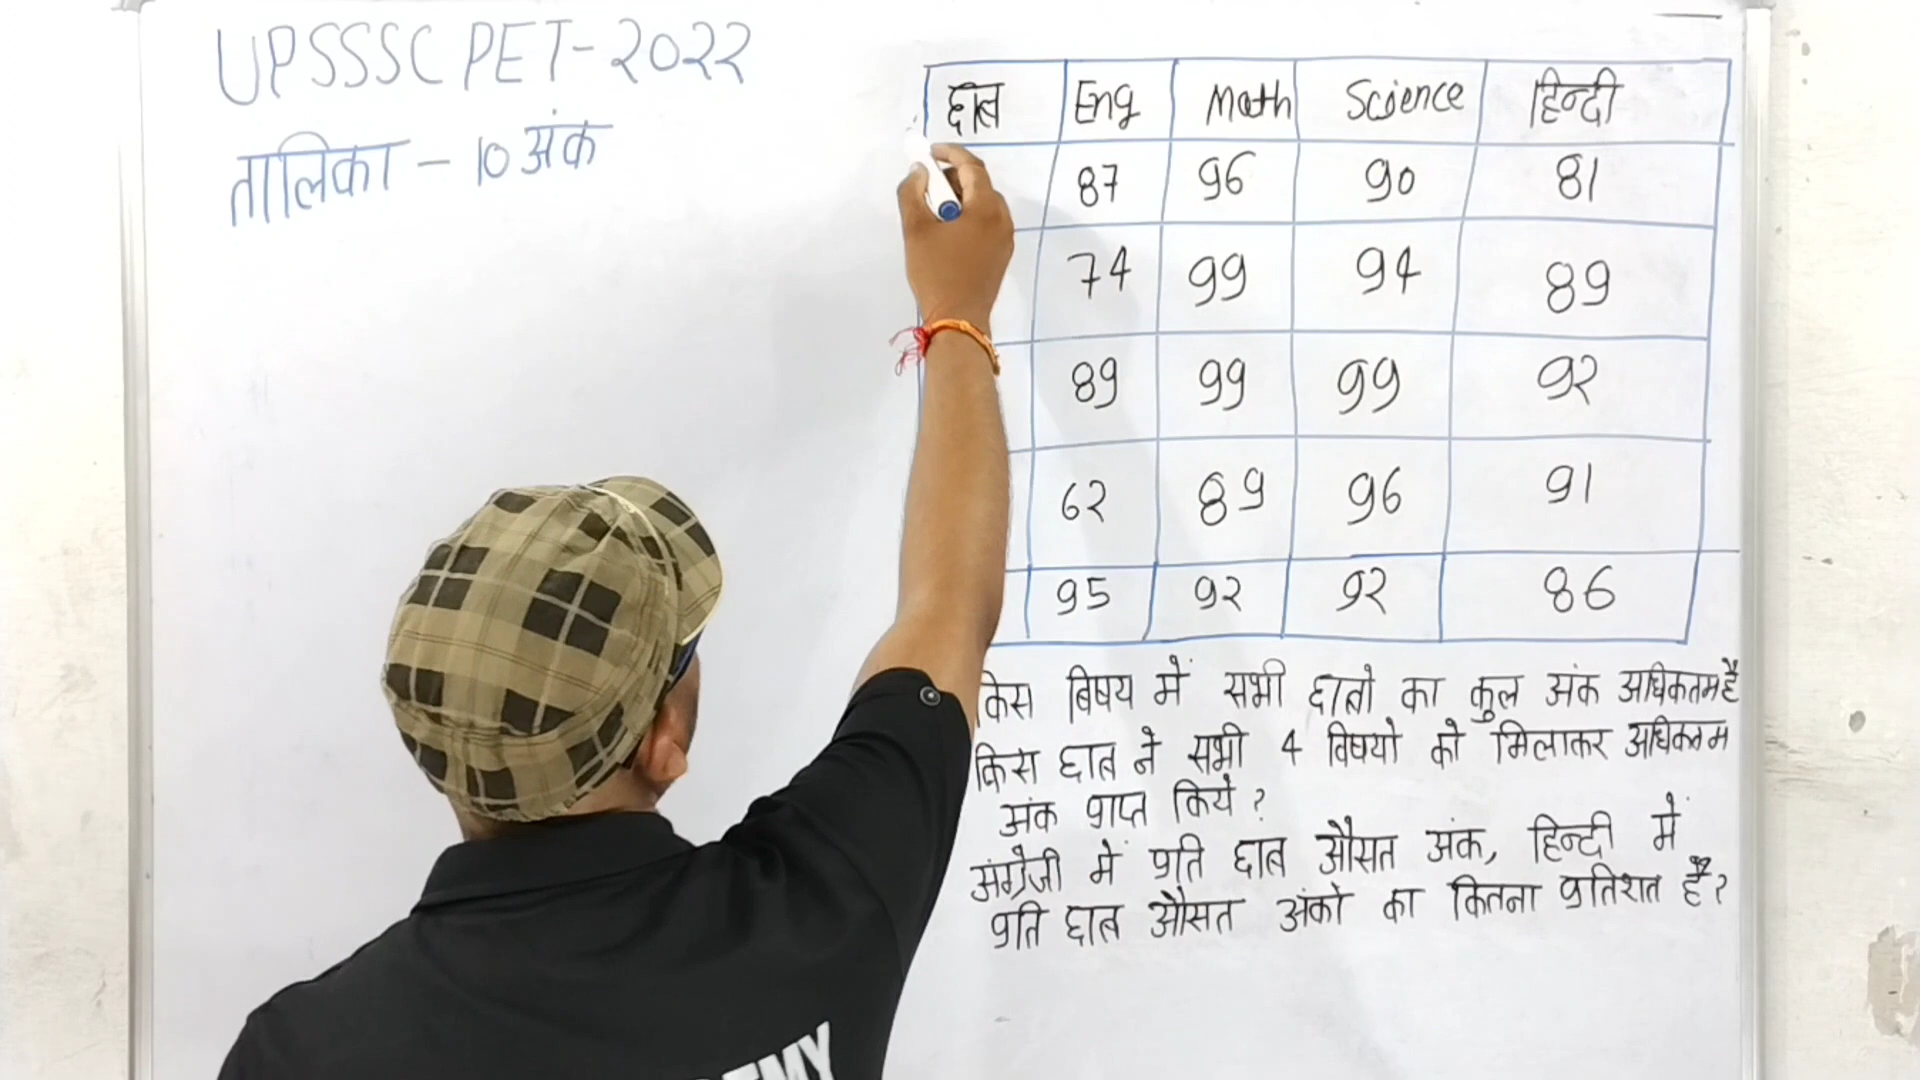 UPSSSC PET-2022
तालिका - 10 अंक
छात्र Eng Math Science हिन्दी
87 96 90 81
74 99 94 89
89 99 99 92
62 89 96 91
95 92 92 86
किस बिषय में सभी छात्रो का कुल अंक अधिकतम है
किस छात्र ने सभी 4 विषयो को मिलाकर अधिकतम
अंक प्राप्त किये ?
अंग्रेजी में प्रति छात्र औसत अंक, हिन्दी में
प्रति छात्र औसत अंको का कितना प्रतिशत है ?
EMY